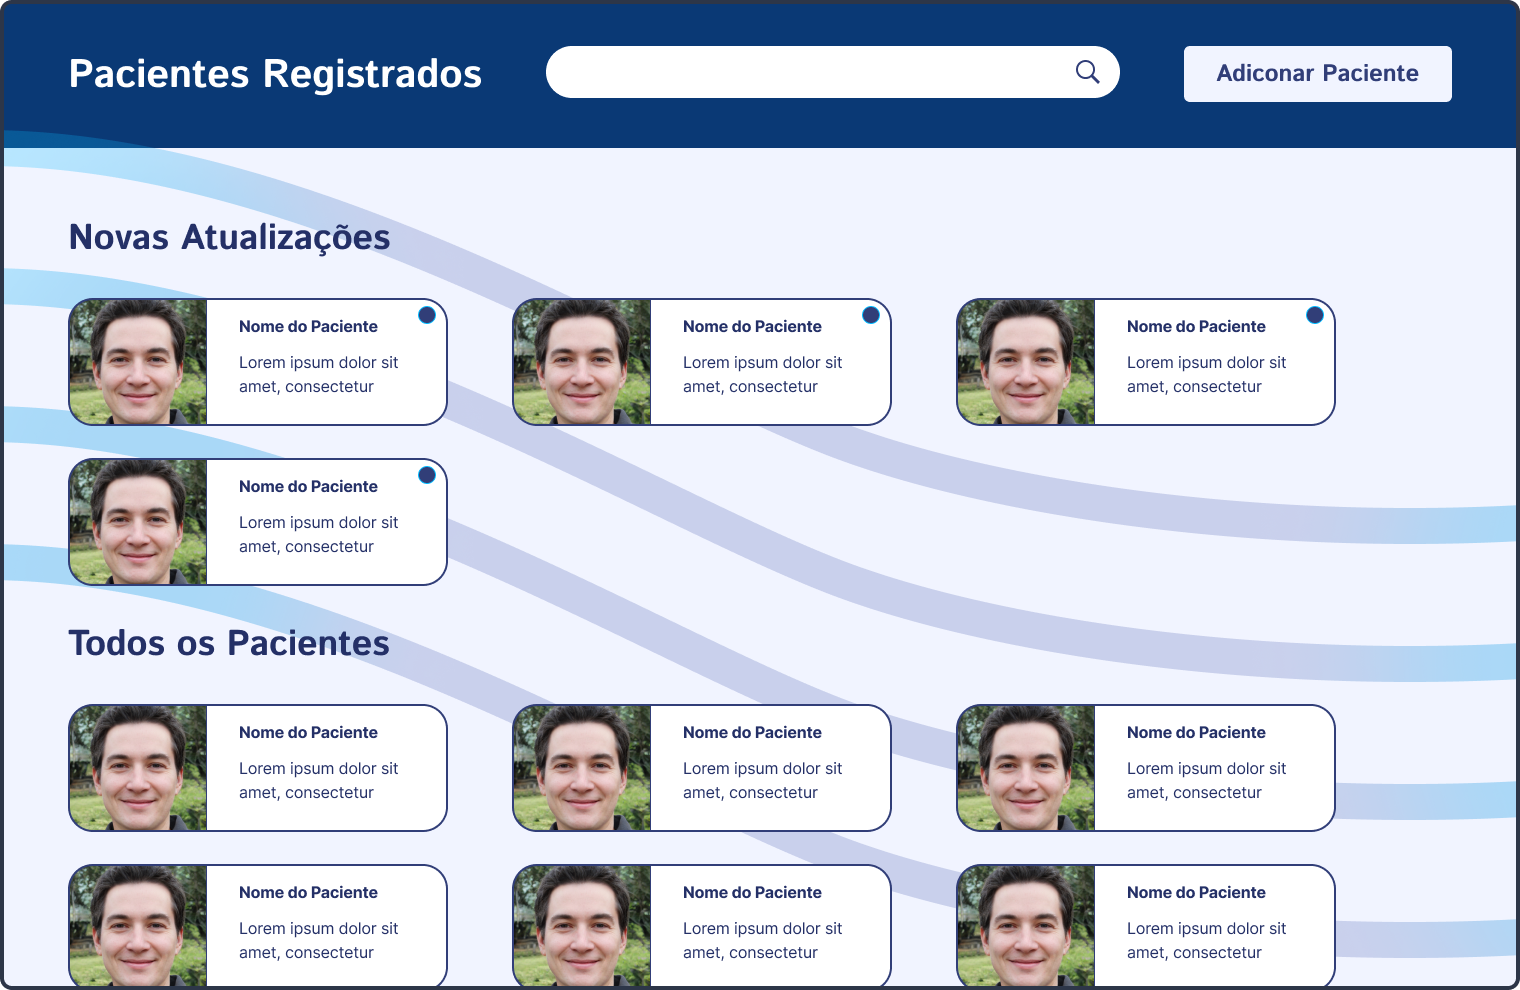 Pacientes Registrados
Adiconar Paciente
Novas Atualizações
Nome do Paciente
Lorem ipsum dolor sit
amet, consectetur
Nome do Paciente
Lorem ipsum dolor sit
amet, consectetur
Nome do Paciente
Lorem ipsum dolor sit
amet, consectetur
Nome do Paciente
Lorem ipsum dolor sit
amet, consectetur
Todos os Pacientes
Nome do Paciente
Lorem ipsum dolor sit
amet, consectetur
Nome do Paciente
Lorem ipsum dolor sit
amet, consectetur
Nome do Paciente
Lorem ipsum dolor sit
amet, consectetur
Nome do Paciente
Lorem ipsum dolor sit
amet, consectetur
Nome do Paciente
Lorem ipsum dolor sit
amet, consectetur
Nome do Paciente
Lorem ipsum dolor sit
amet, consectetur